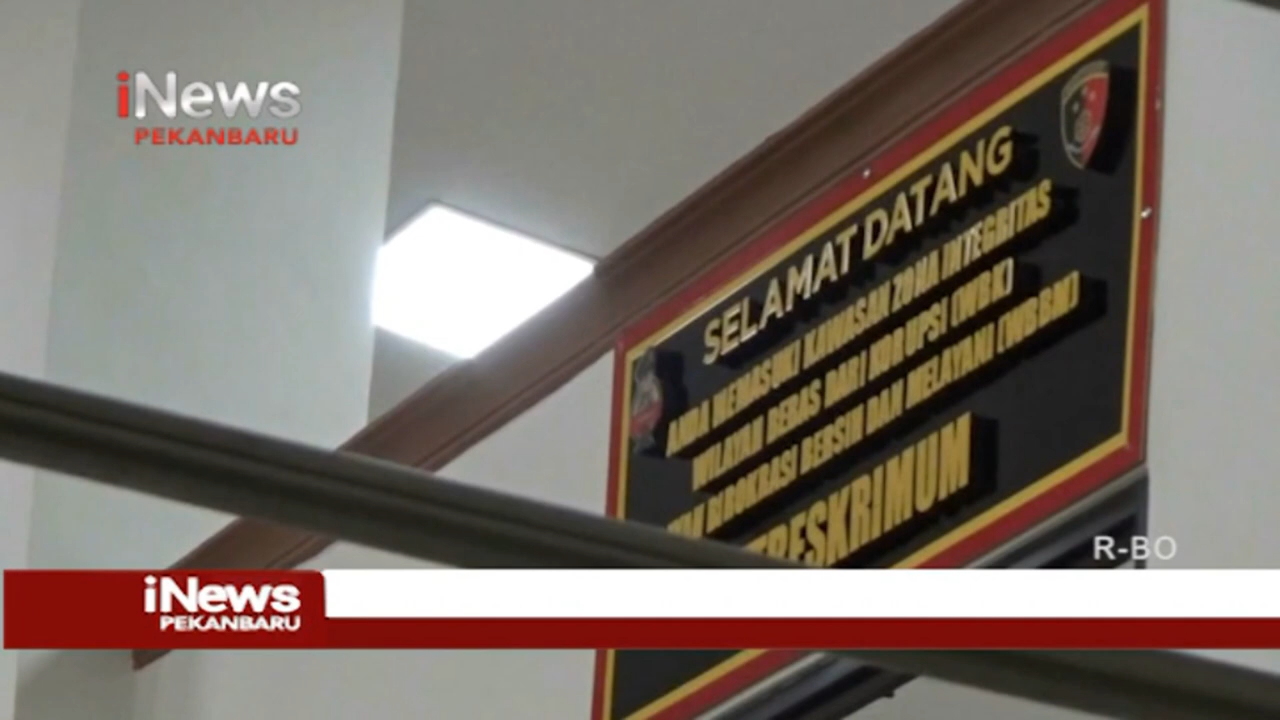 iNews
PEKANBARU
SELAMAT DATANG
ANDA MEMASUKI KAWASAN ZONA INTEGRITAS
WILAYAH BEBAS DARI KORUPSI (WBK)
DAN BIROKRASI BERSIH DAN MELAYANI (WBBM)
RESKRIMUM
R-BO
iNews
PEKANBARU